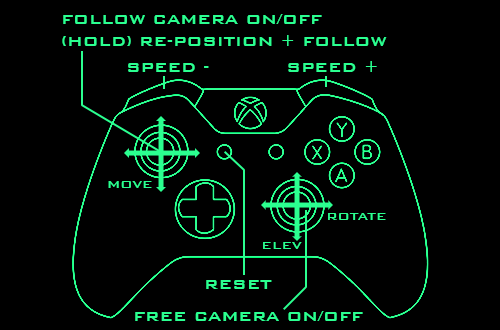 FOLLOW CAMERA ON/OFF
(HOLD) RE-POSITION + FOLLOW
SPEED - SPEED +
Y
X B
A
MOVE
ROTATE
ELEV
RESET
FREE CAMERA ON/OFF